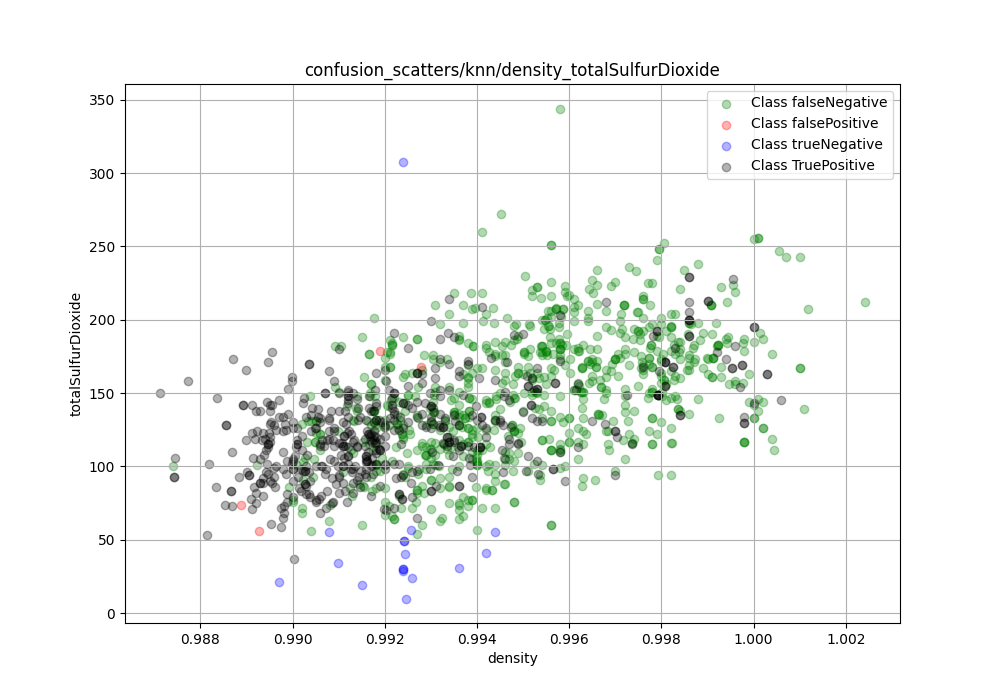 confusion_scatters/knn/density_totalSulfurDioxide
350
300
250
200
150
100
50
0
totalSulfurDioxide
Class falseNegative
Class falsePositive
Class trueNegative
Class TruePositive
0.988 0.990 0.992 0.994 0.996 0.998 1.000 1.002
density